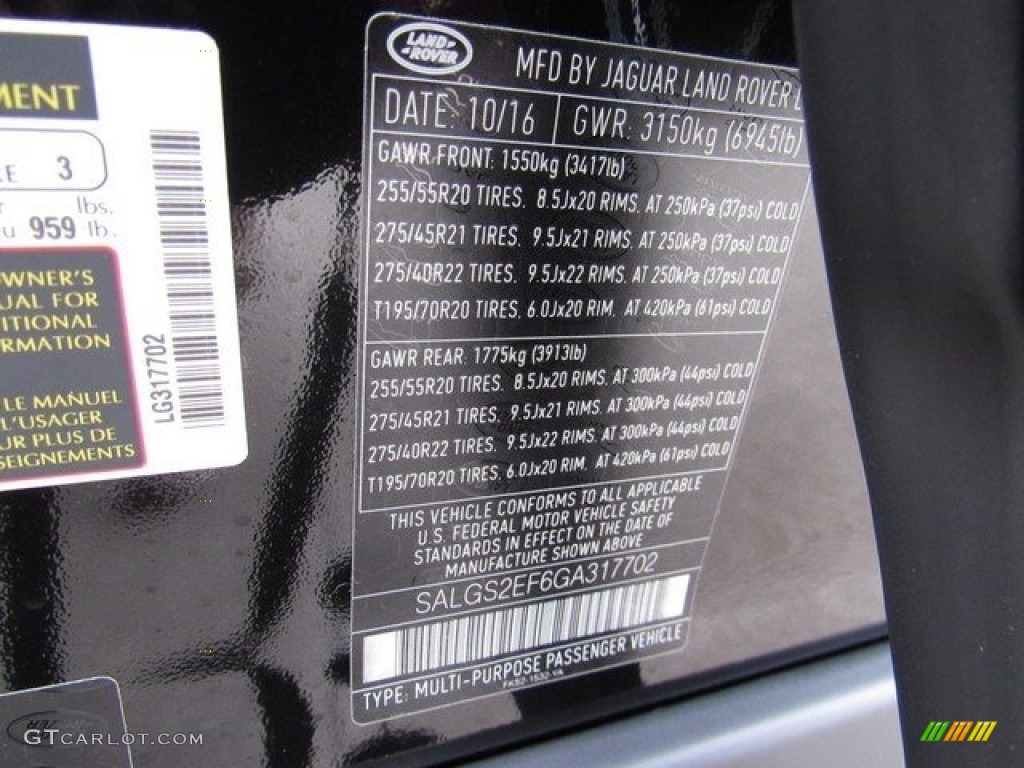 MENT
3
lbs.
959 lb.
OWNER'S
FOR
RMATION
LE MANUEL
L'USAGER
PLUS DE
SEIGNEMENTS
LG317702
LAND
ROVER
MFD BY JAGUAR LAND ROVER
DATE: 10/16 GWR: 3150kg (6945lb)
GAWR FRONT: 1550kg (3417lb)
255/55R20 TIRES. 8.5Jx20 RIMS. AT 250kPa (37psi) COLD
275/45R21 TIRES. 9.5Jx21 RIMS. AT 250kPa (37psi) COLD
275/40R22 TIRES. 9.5Jx22 RIMS. AT 250kPa (37psi) COLD
T195/70R20 TIRES. 6.0Jx20 RIM. AT 420kPa (61psi) COLD
GAWR REAR: 1775kg (3913lb)
255/55R20 TIRES. 8.5Jx20 RIMS. AT 300kPa (44psi) COLD
275/45R21 TIRES. 9.5Jx21 RIMS. AT 300kPa (44psi) COLD
275/40R22 TIRES. 9.5Jx22 RIMS. AT 300kPa (44psi) COLD
T195/70R20 TIRES. 6.0Jx20 RIM. AT 420kPa (61psi) COLD
THIS VEHICLE CONFORMS TO ALL APPLICABLE
U.S. FEDERAL MOTOR VEHICLE SAFETY
STANDARDS IN EFFECT ON THE DATE OF
MANUFACTURE SHOWN ABOVE
SALGS2EF6GA317702
TYPE: MULTI-PURPOSE PASSENGER VEHICLE
GTCARLOT.COM